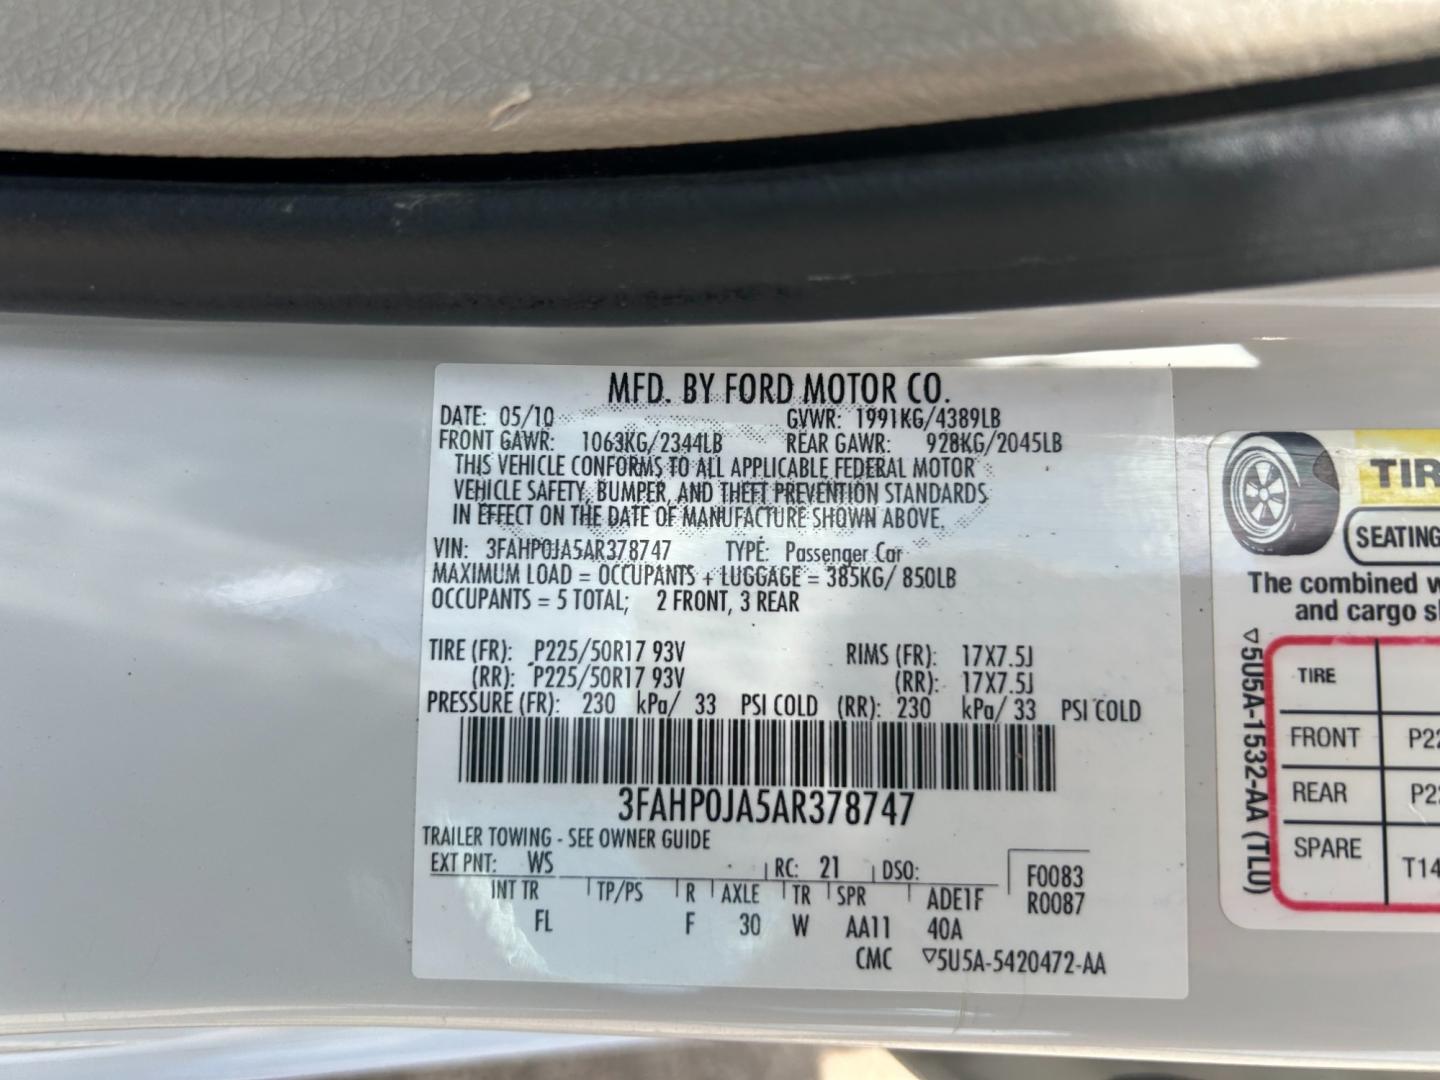 MFD. BY FORD MOTOR CO.
DATE: 05/10 GVWR: 1991KG/4389LB
FRONT GAWR: 1063KG/2344LB REAR GAWR: 928KG/2045LB
THIS VEHICLE CONFORMS TO ALL APPLICABLE FEDERAL MOTOR
VEHICLE SAFETY, BUMPER, AND THEFT PREVENTION STANDARDS
IN EFFECT ON THE DATE OF MANUFACTURE SHOWN ABOVE.
VIN: 3FAHP0JA5AR378747 TYPE: Passenger Car
MAXIMUM LOAD = OCCUPANTS + LUGGAGE = 385KG/ 850LB
OCCUPANTS = 5 TOTAL; 2 FRONT, 3 REAR
TIRE (FR): P225/50R17 93V RIMS (FR): 17X7.5J
(RR): P225/50R17 93V (RR): 17X7.5J
PRESSURE (FR): 230 kPa/ 33 PSI COLD (RR): 230 kPa/ 33 PSI COLD
3FAHP0JA5AR378747
TRAILER TOWING - SEE OWNER GUIDE
EXT PNT: WS RC: 21 DSO: F0083
INT TR TP/PS R AXLE TR SPR ADE1F R0087
FL F 30 W AA11 40A
CMC ▽5U5A-5420472-AA
TIR
SEATING
The combined w
and cargo s
▽5U5A-1532-AA (TLU)
TIRE
FRONT P22
REAR P22
SPARE T14